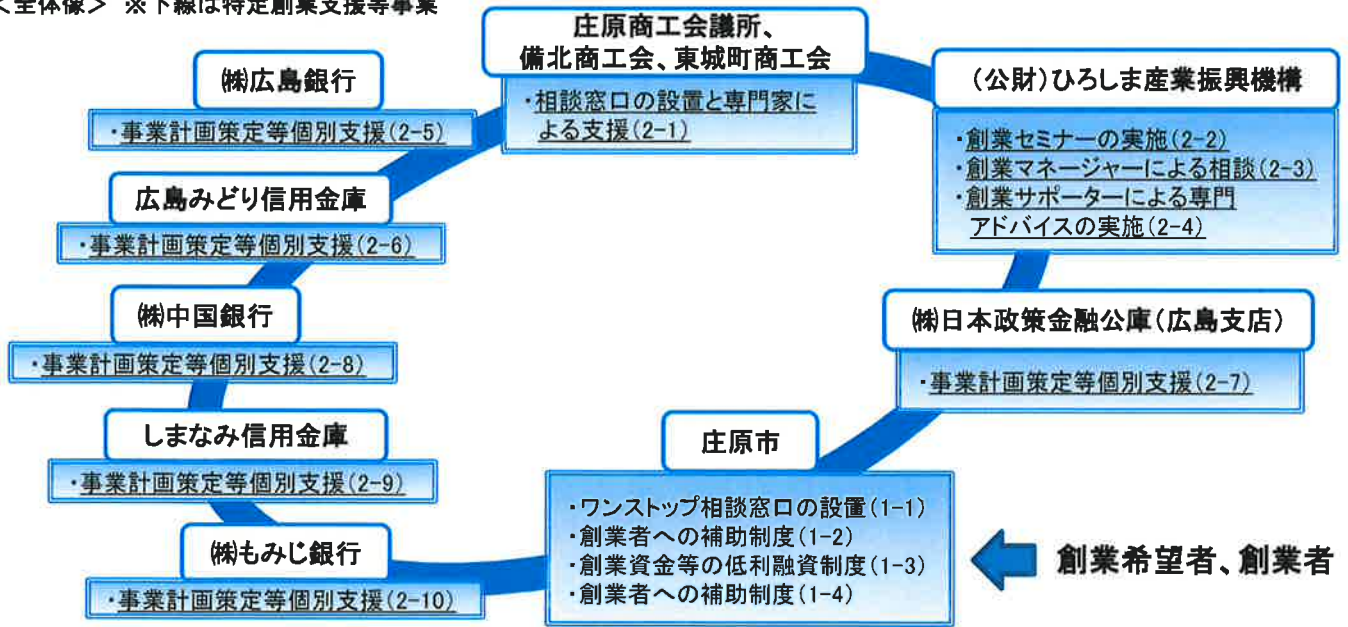 ＜全体像＞ ※下線は特定創業支援等事業
庄原商工会議所、
備北商工会、東城町商工会
・相談窓口の設置と専門家に
よる支援(2-1)
(公財)ひろしま産業振興機構
・創業セミナーの実施(2-2)
・創業マネージャーによる相談(2-3)
・創業サポーターによる専門
アドバイスの実施(2-4)
㈱日本政策金融公庫(広島支店)
・事業計画策定等個別支援(2-7)
庄原市
・ワンストップ相談窓口の設置(1-1)
・創業者への補助制度(1-2)
・創業資金等の低利融資制度(1-3)
・創業者への補助制度(1-4)
創業希望者、創業者
㈱もみじ銀行
・事業計画策定等個別支援(2-10)
しまなみ信用金庫
・事業計画策定等個別支援(2-9)
㈱中国銀行
・事業計画策定等個別支援(2-8)
広島みどり信用金庫
・事業計画策定等個別支援(2-6)
㈱広島銀行
・事業計画策定等個別支援(2-5)